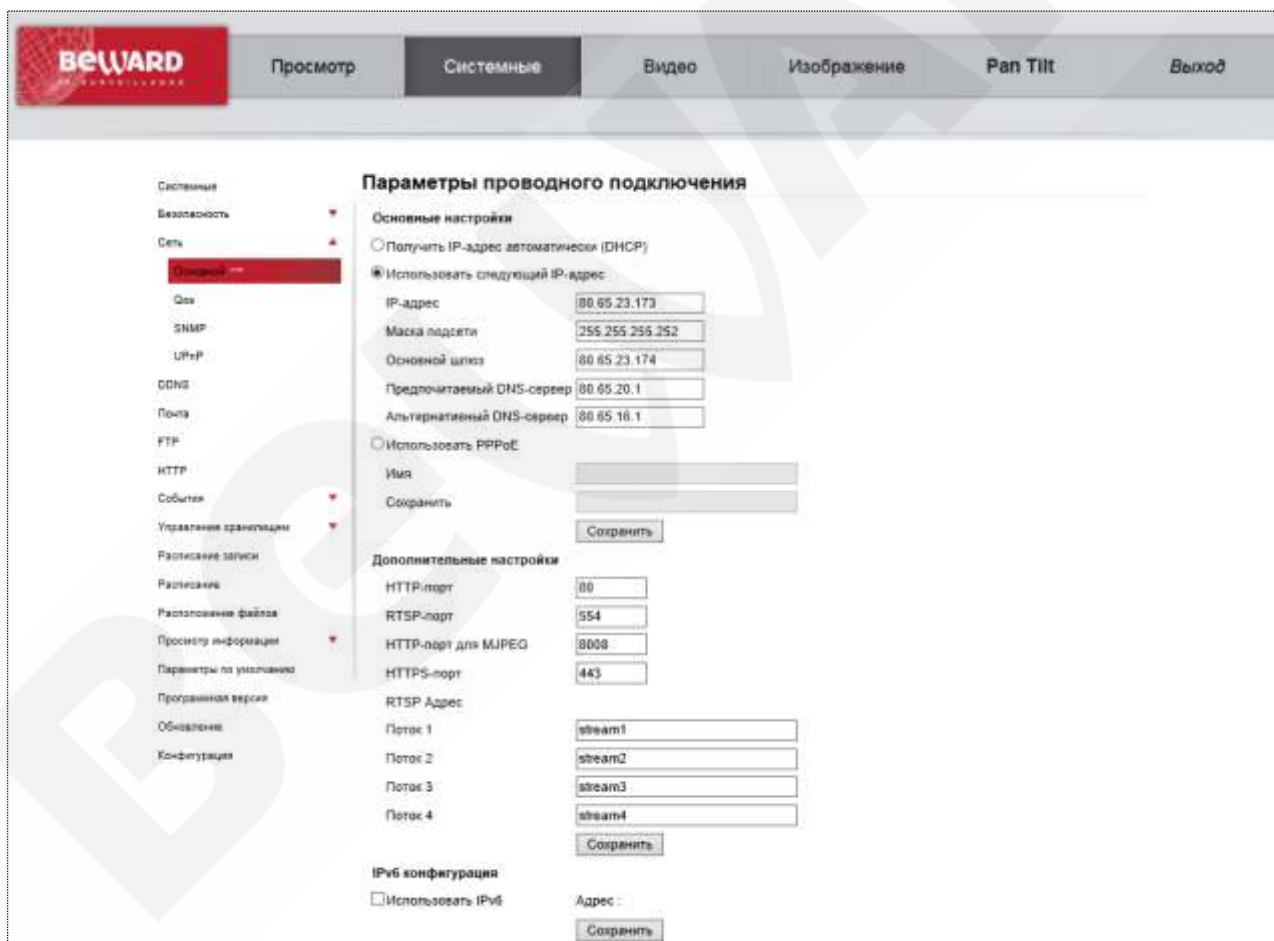 BEWARD
Просмотр
Системные
Видео
Изображение
Pan Tilt
Выход
Системные
Безопасность
Сеть
Основной
Qos
SNMP
UPnP
DDNS
Почта
FTP
HTTP
События
Управление хранилищем
Расписание записи
Расписание
Расположение файлов
Просмотр информации
Параметры по умолчанию
Программная версия
Обновление
Конфигурация
Параметры проводного подключения
Основные настройки
Получить IP-адрес автоматически (DHCP)
Использовать следующий IP-адрес
IP-адрес 80.65.23.173
Маска подсети 255.255.255.252
Основной шлюз 80.65.23.174
Предпочитаемый DNS-сервер 80.65.20.1
Альтернативный DNS-сервер 80.65.16.1
Использовать PPPoE
Имя
Сохранить
Сохранить
Дополнительные настройки
HTTP-порт 80
RTSP-порт 554
HTTP-порт для MJPEG 8008
HTTPS-порт 443
RTSP Адрес
Поток 1 stream1
Поток 2 stream2
Поток 3 stream3
Поток 4 stream4
Сохранить
IPv6 конфигурация
Использовать IPv6 Адрес :
Сохранить